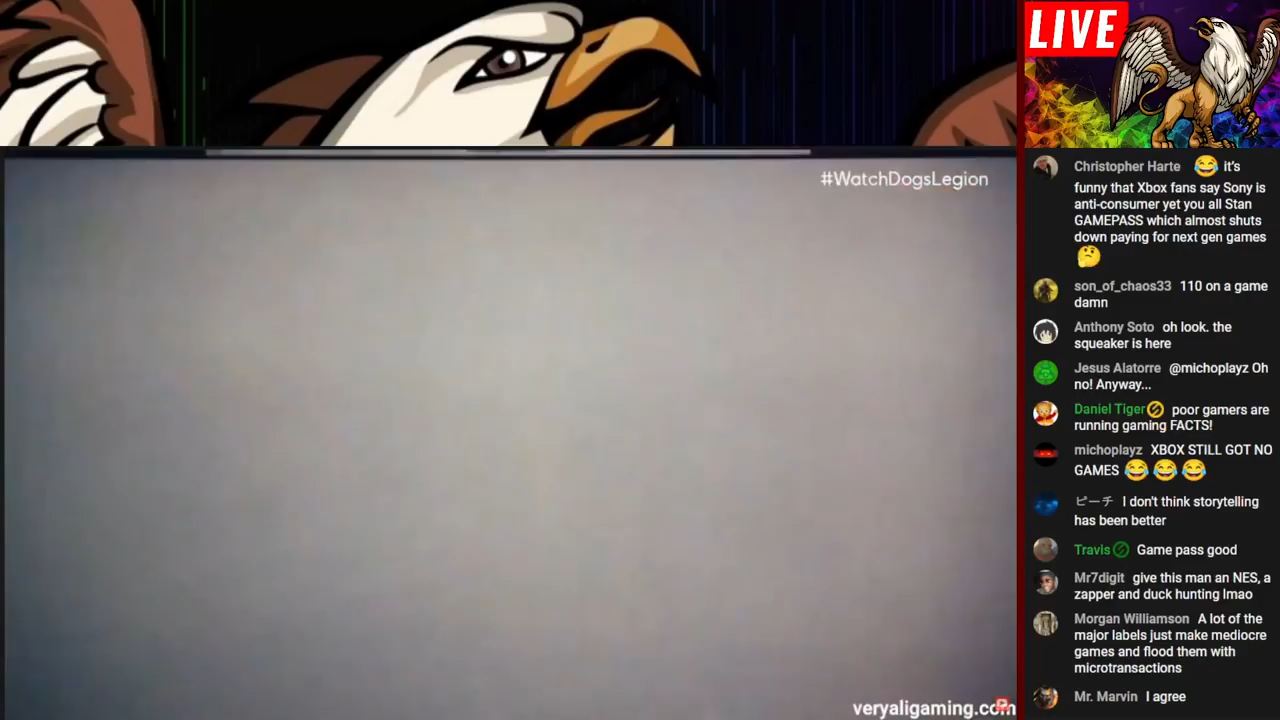 LIVE
#WatchDogsLegion
Christopher Harte 😂 it's
funny that Xbox fans say Sony is
anti-consumer yet you all Stan
GAMEPASS which almost shuts
down paying for next gen games
🤔
son_of_chaos33 110 on a game
damn
Anthony Soto oh look. the
squeaker is here
Jesus Alatorre @michoplayz Oh
no! Anyway...
Daniel Tiger poor gamers are
running gaming FACTS!
michoplayz XBOX STILL GOT NO
GAMES 😂 😂 😂
ピーチ I don't think storytelling
has been better
Travis Game pass good
Mr7digit give this man an NES, a
zapper and duck hunting lmao
Morgan Williamson A lot of the
major labels just make mediocre
games and flood them with
microtransactions
Mr. Marvin I agree
veryaligaming.com